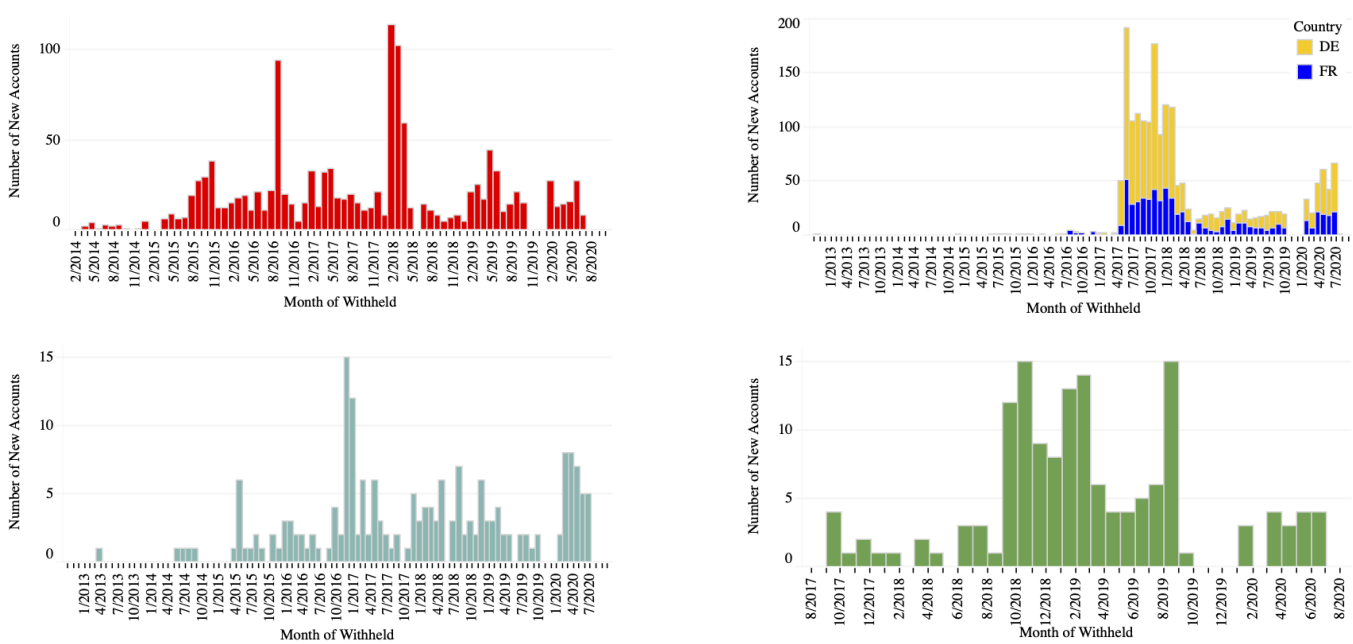 Number of New Accounts
100
50
0
2/2014 5/2014 8/2014 11/2014 2/2015 5/2015 8/2015 11/2015 2/2016 5/2016 8/2016 11/2016 2/2017 5/2017 8/2017 11/2017 2/2018 5/2018 8/2018 11/2018 2/2019 5/2019 8/2019 11/2019 2/2020 5/2020 8/2020
Month of Withheld
Number of New Accounts
200
150
100
50
0
Country
DE
FR
1/2013 4/2013 7/2013 10/2013 1/2014 4/2014 7/2014 10/2014 1/2015 4/2015 7/2015 10/2015 1/2016 4/2016 7/2016 10/2016 1/2017 4/2017 7/2017 10/2017 1/2018 4/2018 7/2018 10/2018 1/2019 4/2019 7/2019 10/2019 1/2020 4/2020 7/2020
Month of Withheld
Number of New Accounts
15
10
5
0
1/2013 4/2013 7/2013 10/2013 1/2014 4/2014 7/2014 10/2014 1/2015 4/2015 7/2015 10/2015 1/2016 4/2016 7/2016 10/2016 1/2017 4/2017 7/2017 10/2017 1/2018 4/2018 7/2018 10/2018 1/2019 4/2019 7/2019 10/2019 1/2020 4/2020 7/2020
Month of Withheld
Number of New Accounts
15
10
5
0
8/2017 10/2017 12/2017 2/2018 4/2018 6/2018 8/2018 10/2018 12/2018 2/2019 4/2019 6/2019 8/2019 10/2019 12/2019 2/2020 4/2020 6/2020 8/2020
Month of Withheld